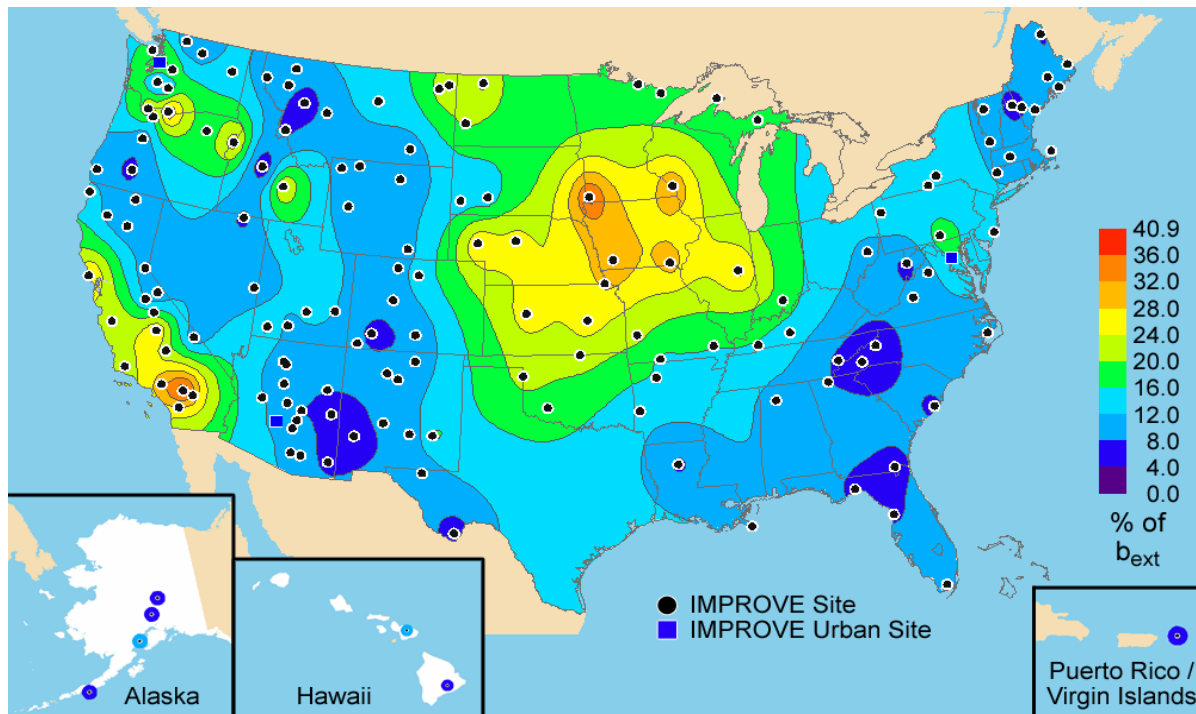 40.9
36.0
32.0
28.0
24.0
20.0
16.0
12.0
8.0
4.0
0.0
% of
bext
IMPROVE Site
IMPROVE Urban Site
Alaska
Hawaii
Puerto Rico /
Virgin Islands